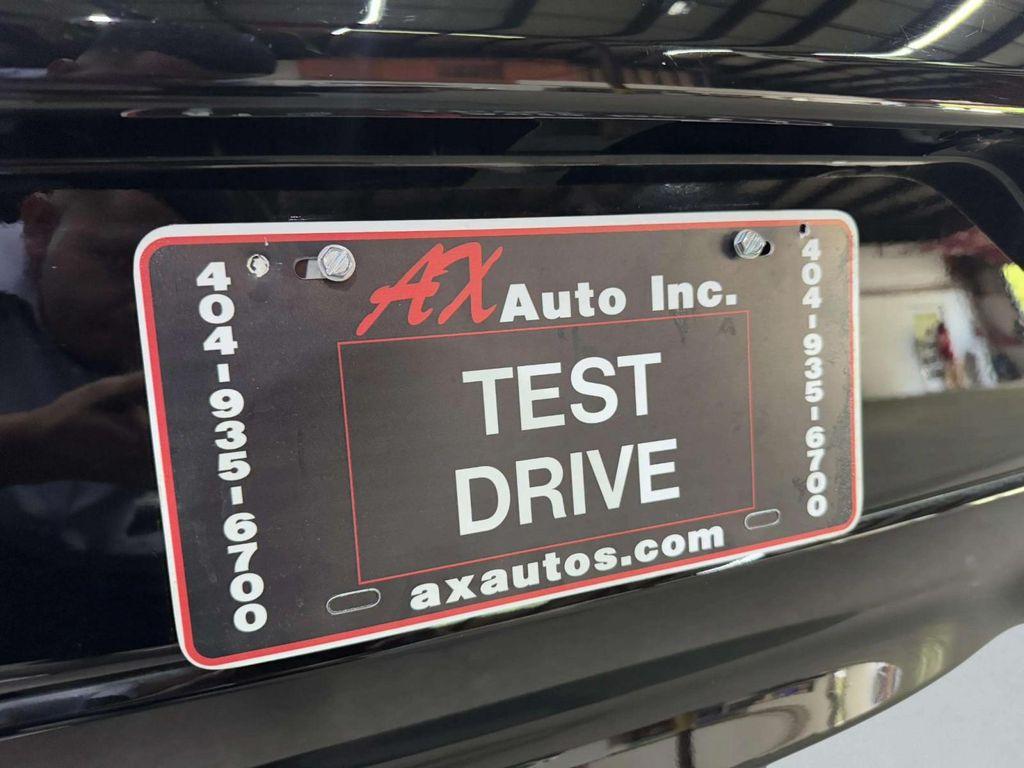 AX Auto Inc.
404-935-6700
TEST
DRIVE
404-935-6700
axautos.com